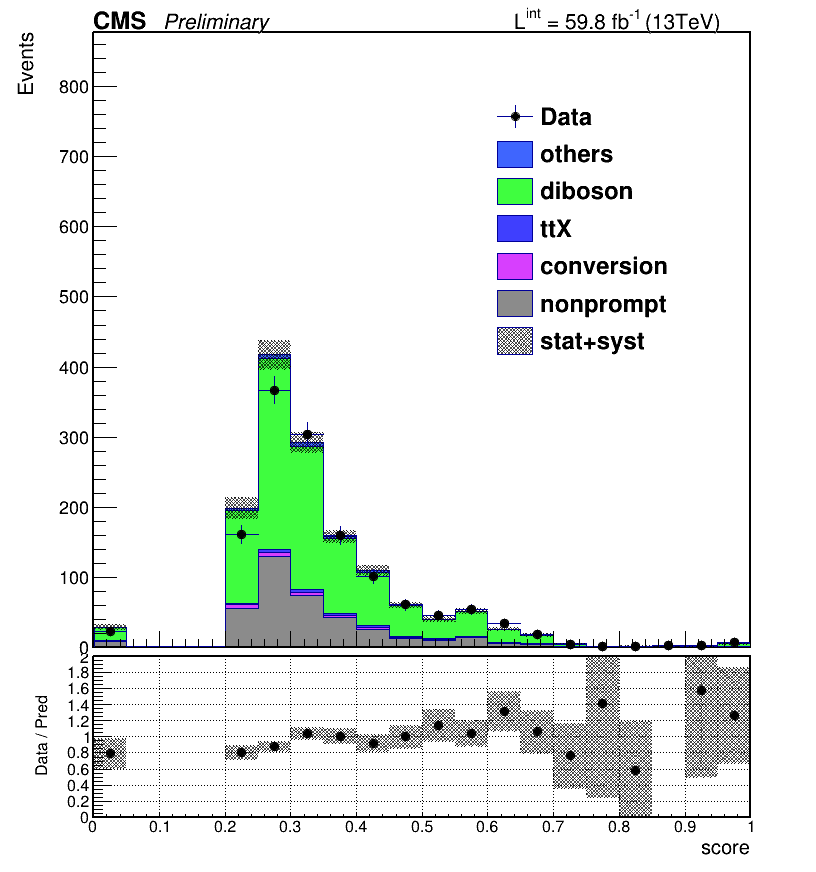 CMS Preliminary L^int = 59.8 fb^-1 (13TeV)
Events
800
700
600
500
400
300
200
100
0
Data
others
diboson
ttX
conversion
nonprompt
stat+syst
Data / Pred
2
1.8
1.6
1.4
1.2
1
0.8
0.6
0.4
0.2
0
0 0.1 0.2 0.3 0.4 0.5 0.6 0.7 0.8 0.9 1
score